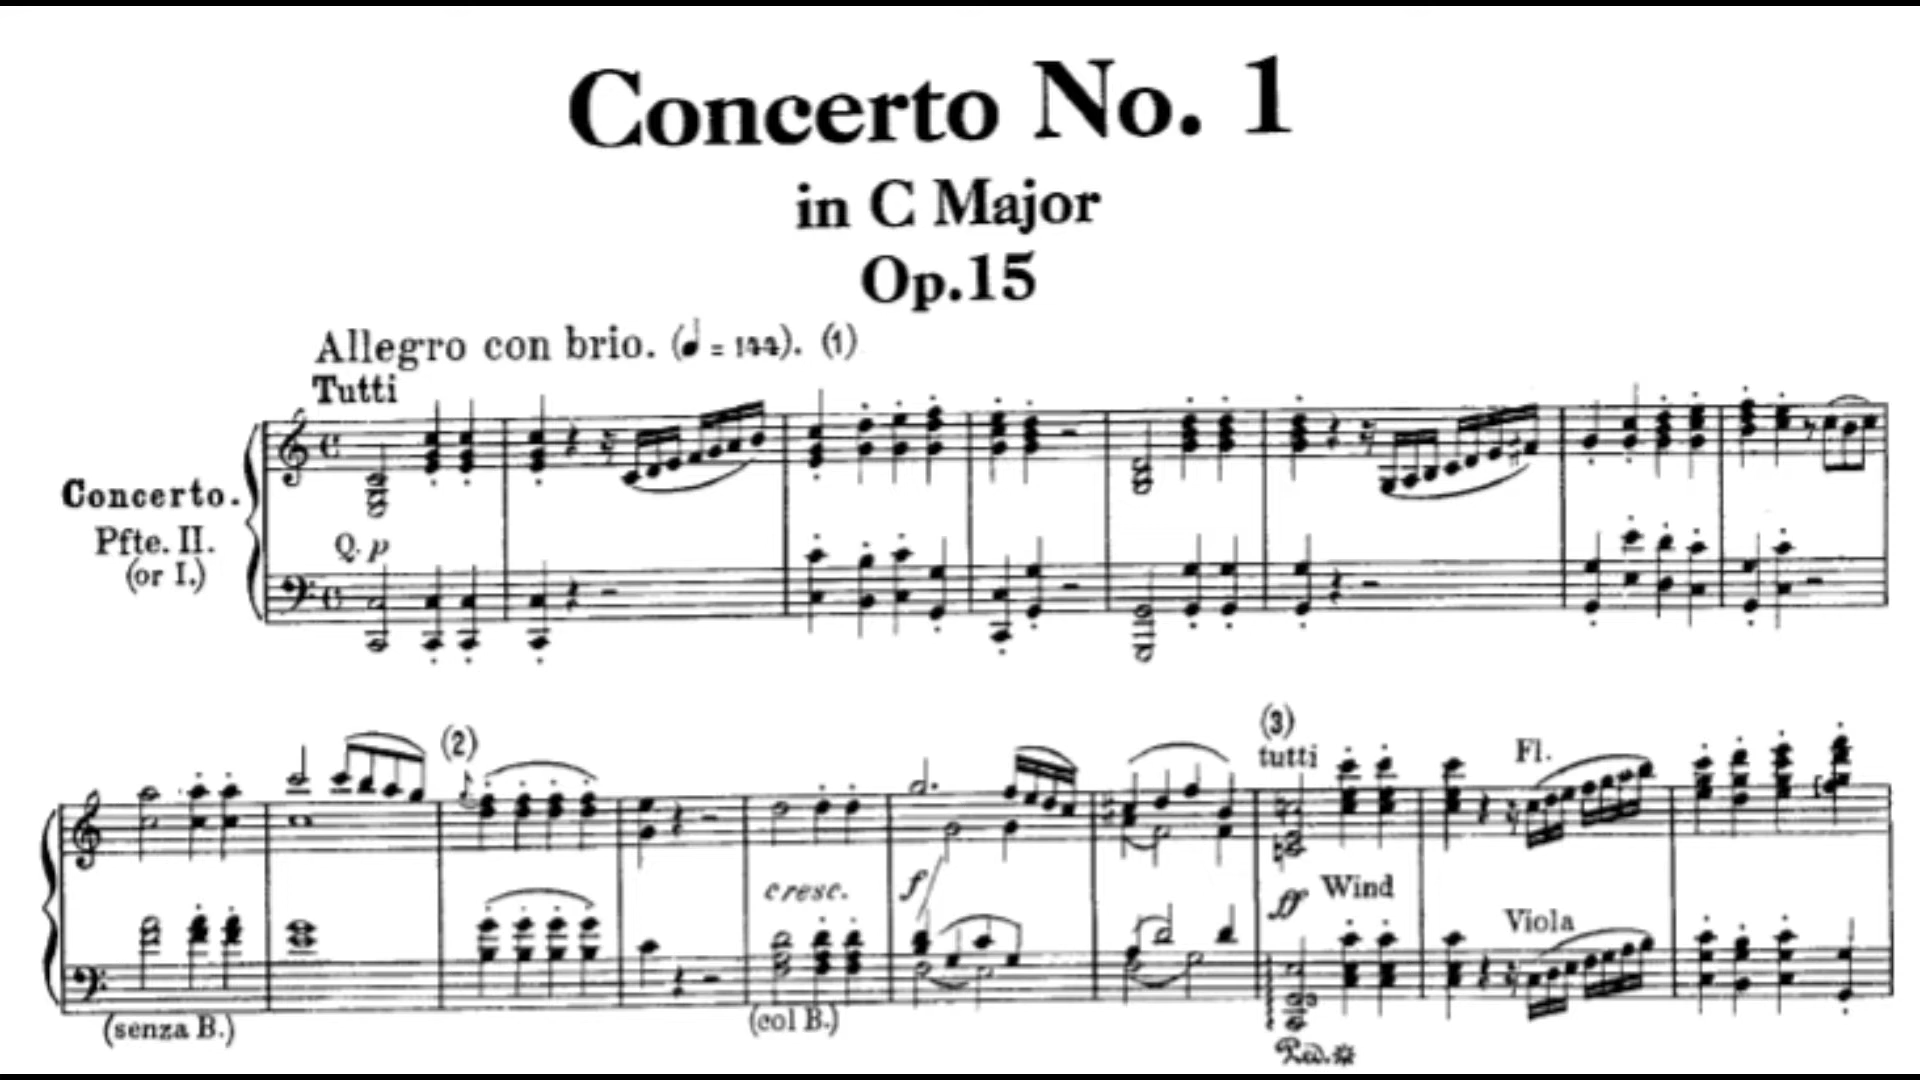 Concerto No. 1
in C Major
Op.15
Allegro con brio. (♩ = 144). (1)
Tutti
Concerto.
Pfte. II.
(or I.)
Q. p
(2)
(3)
tutti
Fl.
cresc.
f
ff
Wind
Viola
(senza B.)
(col B.)
Ped.